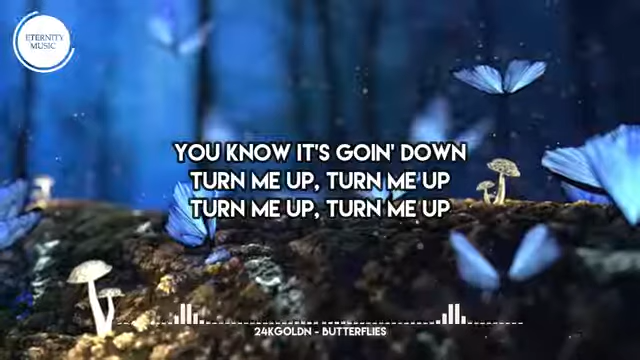 ETERNITY
MUSIC
YOU KNOW IT'S GOIN' DOWN
TURN ME UP, TURN ME UP
TURN ME UP, TURN ME UP
24KGOLDN - BUTTERFLIES